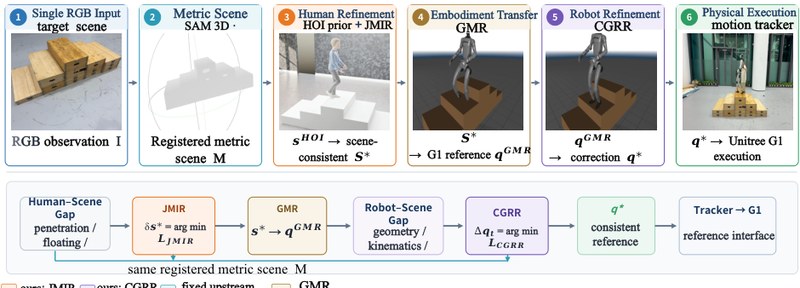 1 Single RGB Input
target scene
RGB observation I
2 Metric Scene
SAM 3D ·
Registered metric
scene M
3 Human Refinement
HOI prior + JMIR
s^HOI → scene-
consistent S*
4 Embodiment Transfer
GMR
S*
→ G1 reference q^GMR
5 Robot Refinement
CGRR
q^GMR
→ correction q*
6 Physical Execution
motion tracker
q* → Unitree G1
execution
Human–Scene
Gap
penetration /
floating /
JMIR
δs* = arg min
L_JMIR
GMR
s* → q^GMR
Robot–Scene
Gap
geometry /
kinematics /
CGRR
Δq_t = arg min
L_CGRR
q*
consistent
reference
Tracker → G1
reference interface
same registered metric scene M
ours: JMIR
ours: CGRR
fixed upstream
GMR